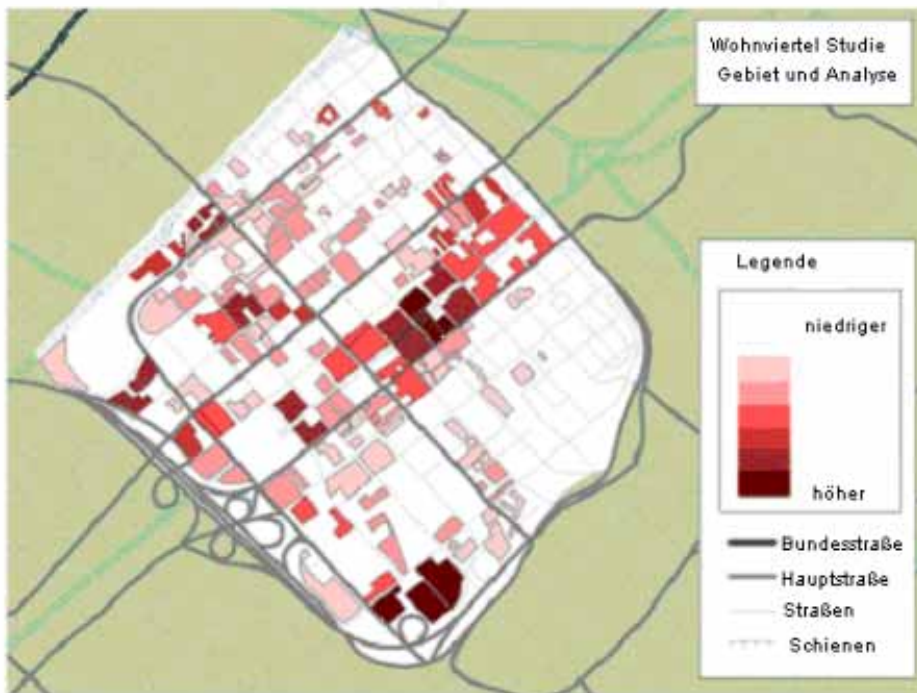 Wohnviertel Studie
Gebiet und Analyse
Legende
niedriger
höher
Bundesstraße
Hauptstraße
Straßen
Schienen